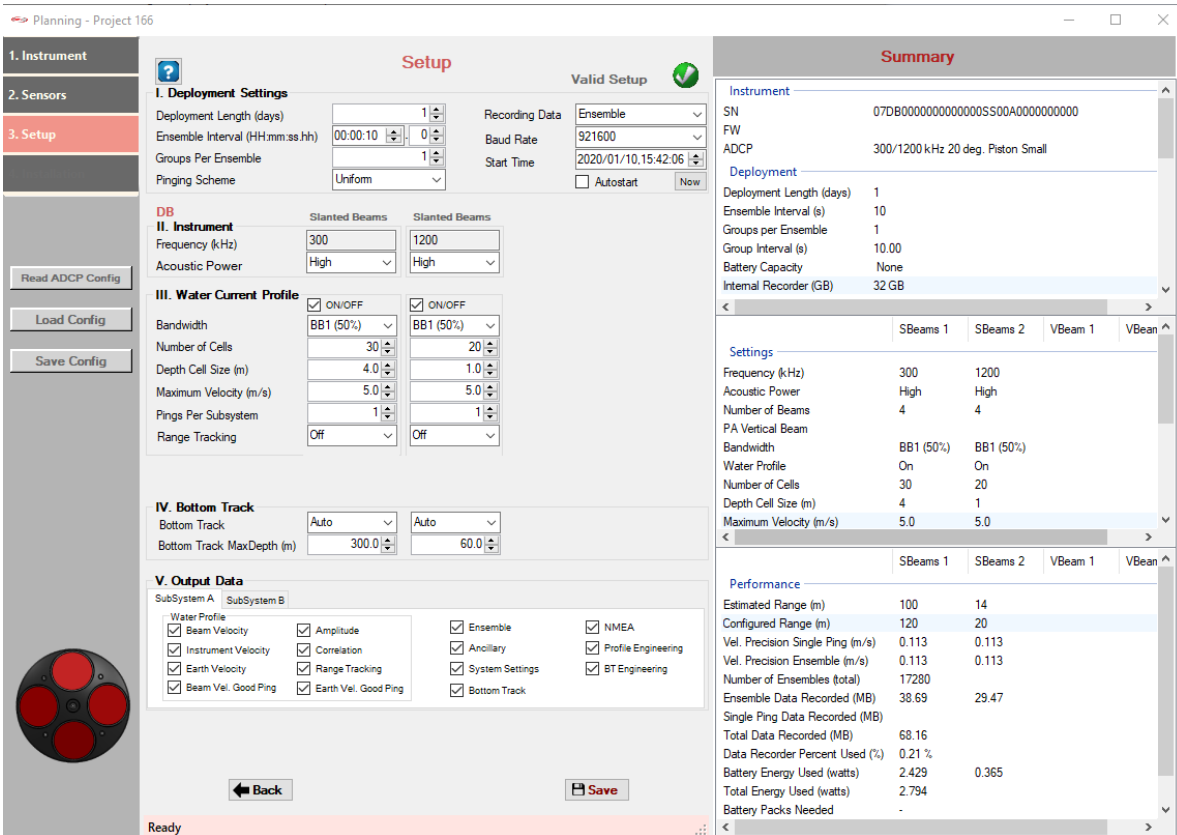 Planning - Project 166
1. Instrument
2. Sensors
3. Setup
Read ADCP Config
Load Config
Save Config
Setup
Valid Setup
I. Deployment Settings
Deployment Length (days) 1
Ensemble Interval (HH:mm:ss.hh) 00:00:10 . 0
Groups Per Ensemble 1
Pinging Scheme Uniform
Recording Data Ensemble
Baud Rate 921600
Start Time 2020/01/10,15:42:06
Autostart Now
DB Slanted Beams Slanted Beams
II. Instrument
Frequency (kHz) 300 1200
Acoustic Power High High
III. Water Current Profile
ON/OFF ON/OFF
Bandwidth BB1 (50%) BB1 (50%)
Number of Cells 30 20
Depth Cell Size (m) 4.0 1.0
Maximum Velocity (m/s) 5.0 5.0
Pings Per Subsystem 1 1
Range Tracking Off Off
IV. Bottom Track
Bottom Track Auto Auto
Bottom Track MaxDepth (m) 300.0 60.0
V. Output Data
SubSystem A SubSystem B
Water Profile
Beam Velocity Amplitude Ensemble NMEA
Instrument Velocity Correlation Ancillary Profile Engineering
Earth Velocity Range Tracking System Settings BT Engineering
Beam Vel. Good Ping Earth Vel. Good Ping Bottom Track
Back Save
Ready
Summary
Instrument
SN 07DB0000000000000SS00A0000000000
FW
ADCP 300/1200 kHz 20 deg. Piston Small
Deployment
Deployment Length (days) 1
Ensemble Interval (s) 10
Groups per Ensemble 1
Group Interval (s) 10.00
Battery Capacity None
Internal Recorder (GB) 32 GB
SBeams 1 SBeams 2 VBeam 1 VBeam
Settings
Frequency (kHz) 300 1200
Acoustic Power High High
Number of Beams 4 4
PA Vertical Beam
Bandwidth BB1 (50%) BB1 (50%)
Water Profile On On
Number of Cells 30 20
Depth Cell Size (m) 4 1
Maximum Velocity (m/s) 5.0 5.0
SBeams 1 SBeams 2 VBeam 1 VBeam
Performance
Estimated Range (m) 100 14
Configured Range (m) 120 20
Vel. Precision Single Ping (m/s) 0.113 0.113
Vel. Precision Ensemble (m/s) 0.113 0.113
Number of Ensembles (total) 17280
Ensemble Data Recorded (MB) 38.69 29.47
Single Ping Data Recorded (MB)
Total Data Recorded (MB) 68.16
Data Recorder Percent Used (%) 0.21 %
Battery Energy Used (watts) 2.429 0.365
Total Energy Used (watts) 2.794
Battery Packs Needed -